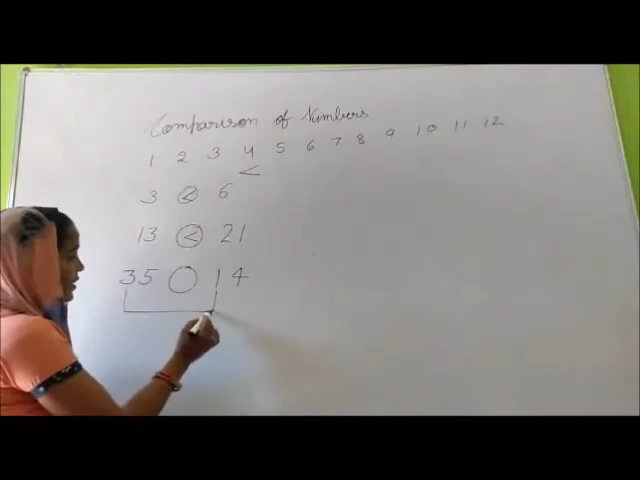 Comparison of Numbers
1 2 3 4 5 6 7 8 9 10 11 12
<
3 < 6
13 < 21
35 14